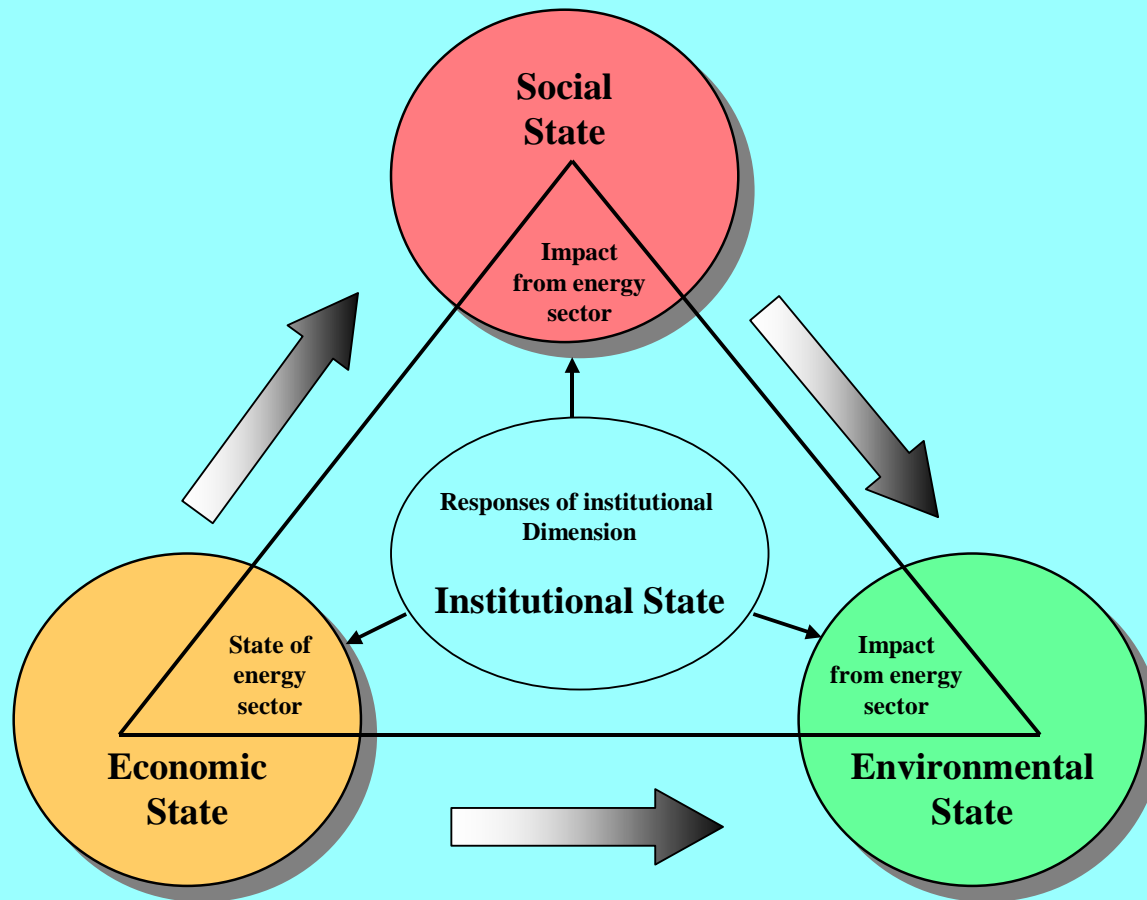 Social
State
Impact
from energy
sector
Responses of institutional
Dimension
Institutional State
State of
energy
sector
Economic
State
Impact
from energy
sector
Environmental
State